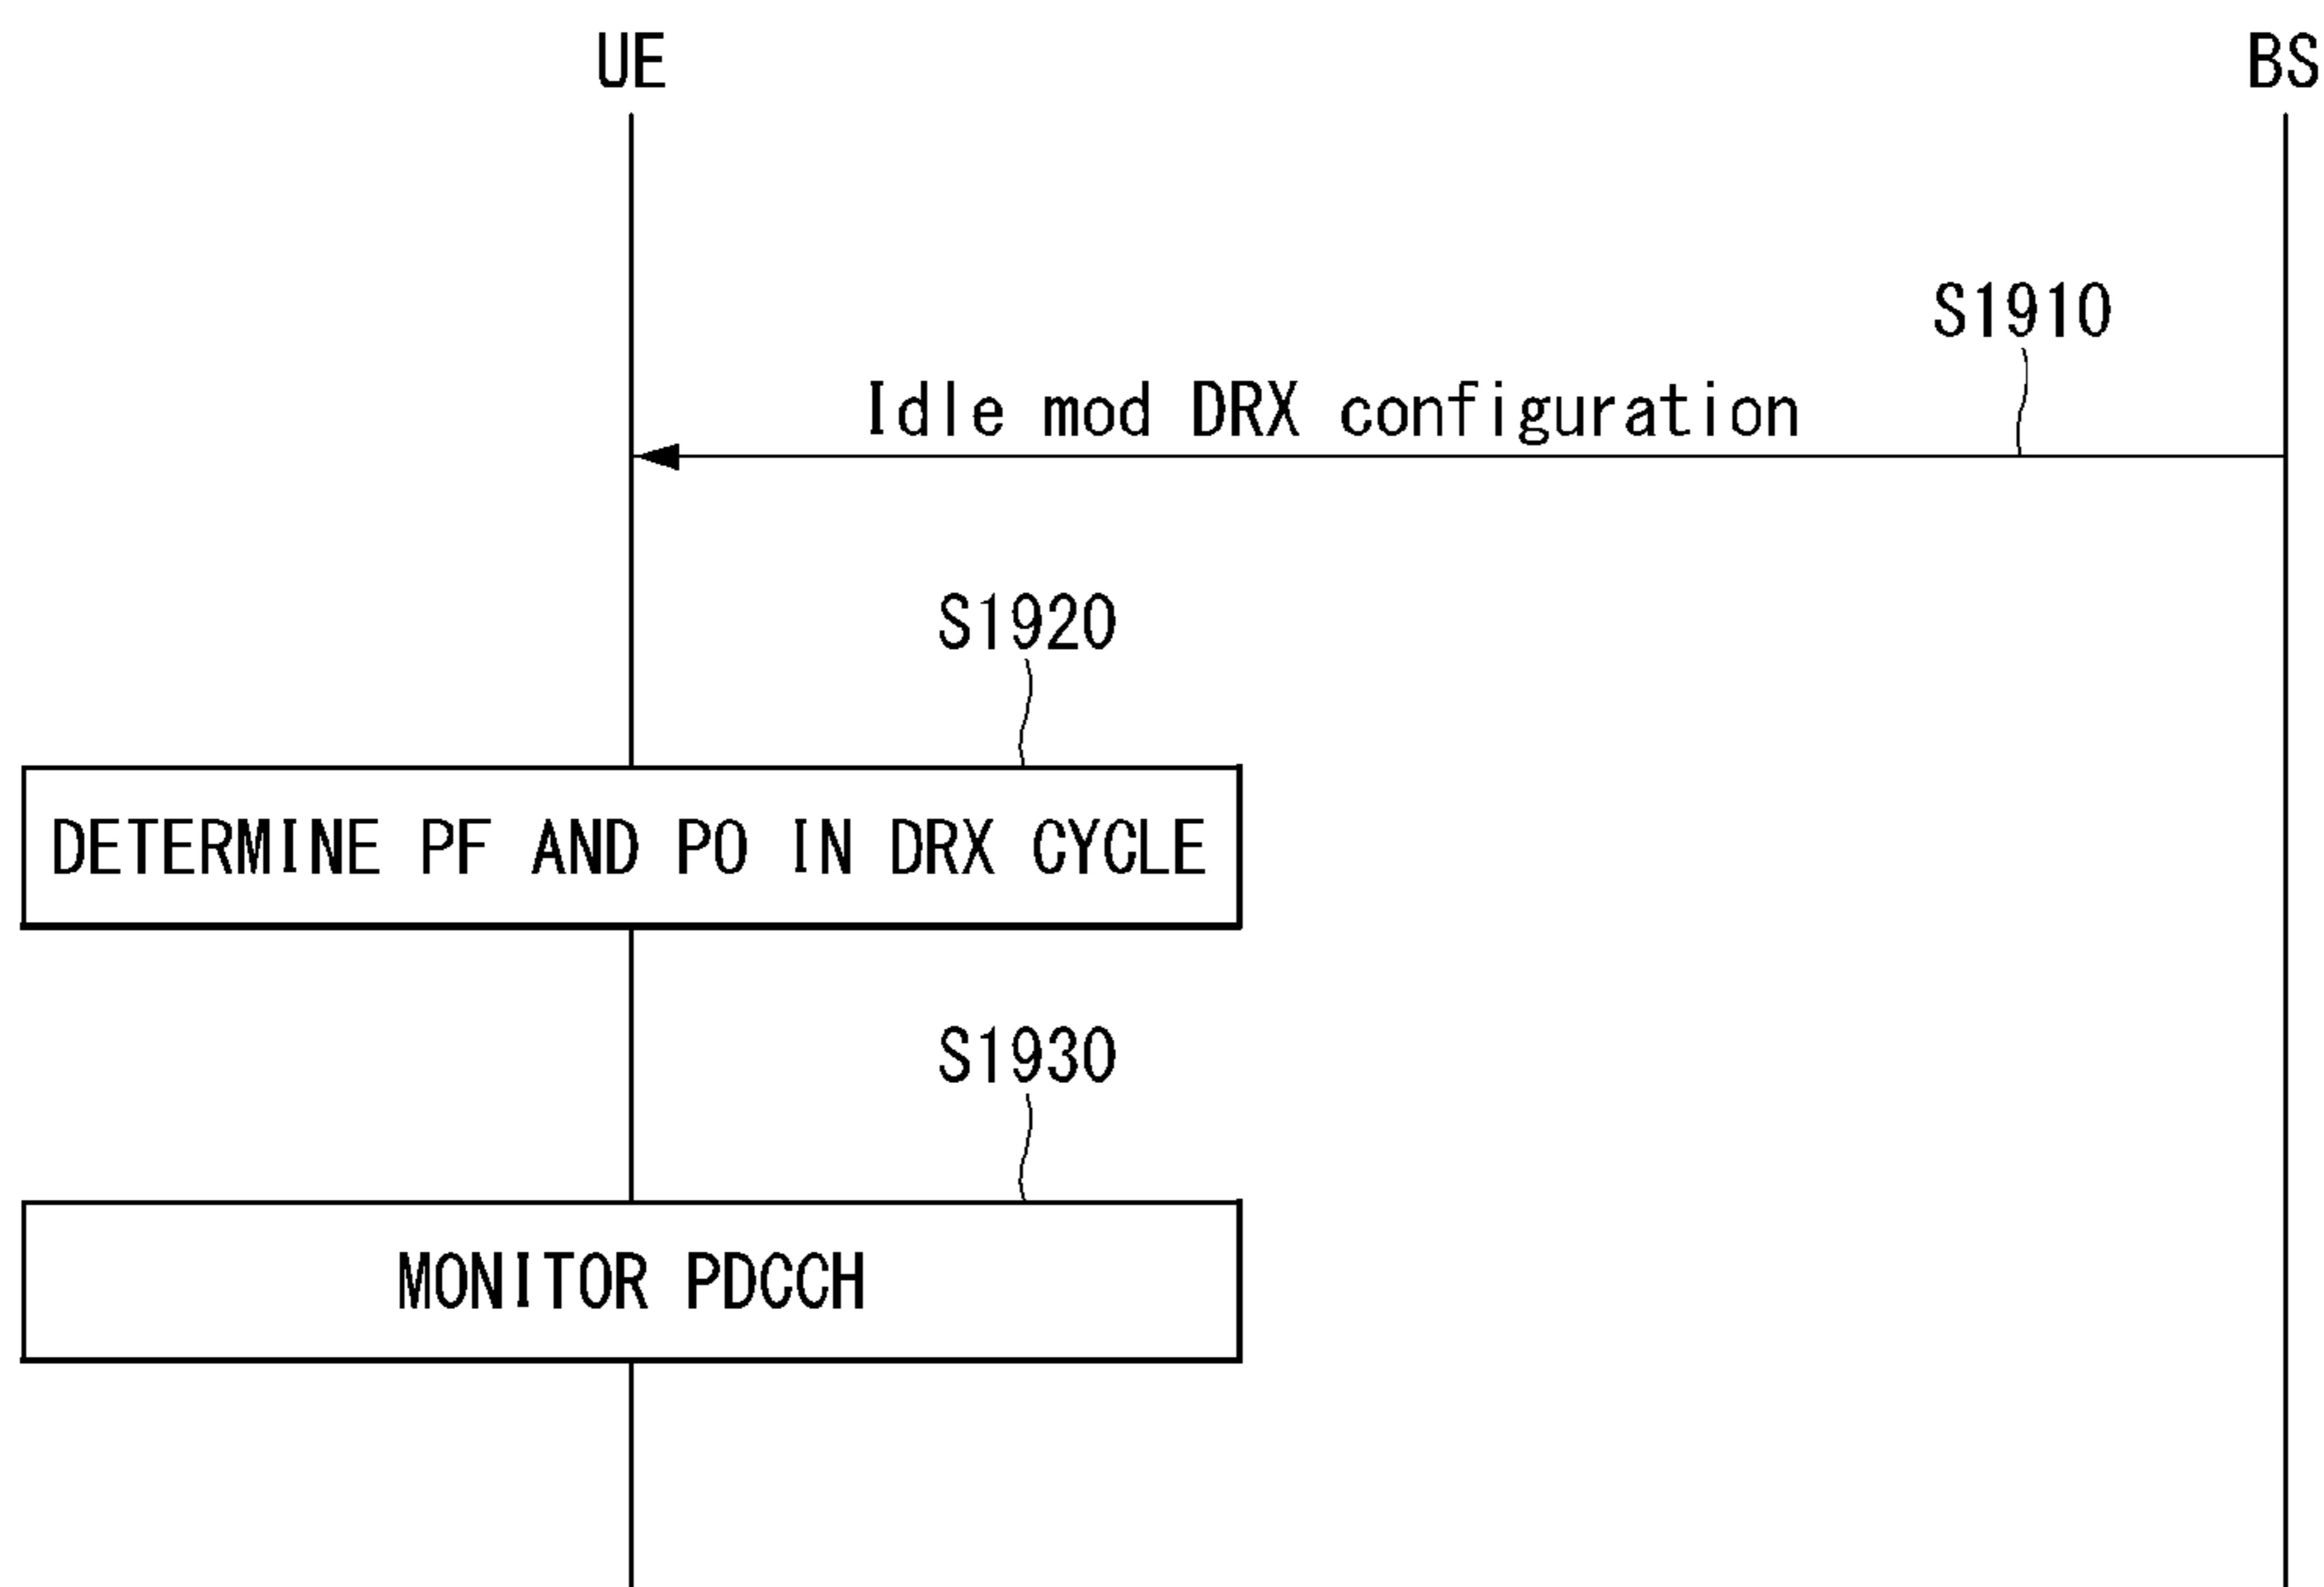 UE
BS
S1910
Idle mod DRX configuration
S1920
DETERMINE PF AND PO IN DRX CYCLE
S1930
MONITOR PDCCH